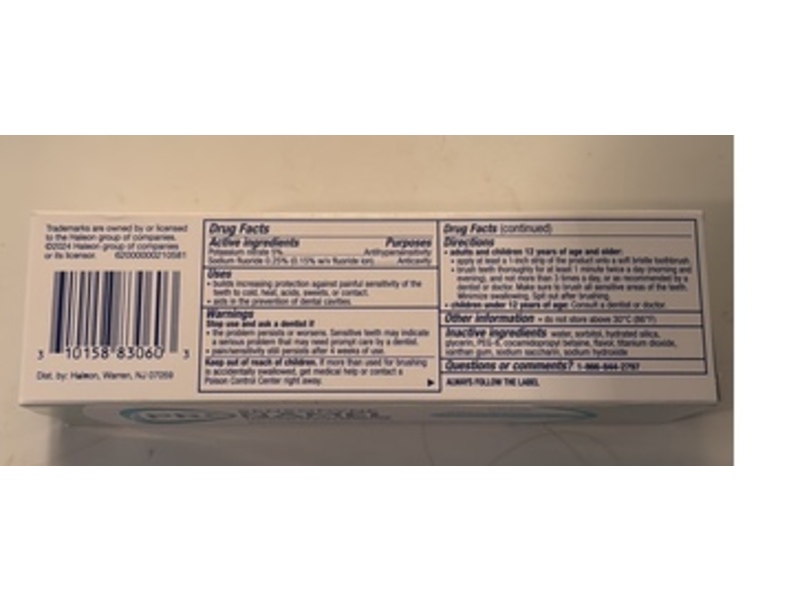 Trademarks are owned by or licensed
to the Haleon group of companies.
©2024 Haleon group of companies
or its licensor. 62000000210581
3 10158 83060 3
Dist. by: Haleon, Warren, NJ 07059
Drug Facts
Active ingredients Purposes
Potassium nitrate 5% Antihypersensitivity
Sodium fluoride 0.25% (0.15% w/v fluoride ion) Anticavity
Uses
• builds increasing protection against painful sensitivity of the
teeth to cold, heat, acids, sweets, or contact.
• aids in the prevention of dental cavities.
Warnings
Stop use and ask a dentist if
• the problem persists or worsens. Sensitive teeth may indicate
a serious problem that may need prompt care by a dentist.
• pain/sensitivity still persists after 4 weeks of use.
Keep out of reach of children. If more than used for brushing
is accidentally swallowed, get medical help or contact a
Poison Control Center right away.
Drug Facts (continued)
Directions
• adults and children 12 years of age and older:
• apply at least a 1-inch strip of the product onto a soft bristle toothbrush.
• brush teeth thoroughly for at least 1 minute twice a day (morning and
evening), and not more than 3 times a day, or as recommended by a
dentist or doctor. Make sure to brush all sensitive areas of the teeth.
Minimize swallowing. Spit out after brushing.
• children under 12 years of age: Consult a dentist or doctor.
Other information • do not store above 30°C (86°F)
Inactive ingredients water, sorbitol, hydrated silica,
glycerin, PEG-8, cocamidopropyl betaine, flavor, titanium dioxide,
xanthan gum, sodium saccharin, sodium hydroxide
Questions or comments? 1-866-844-2797
ALWAYS FOLLOW THE LABEL